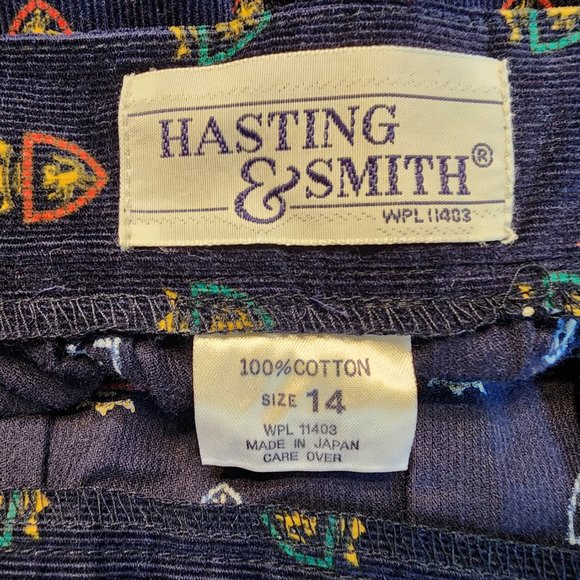 HASTING
& SMITH®
WPL 11403
100% COTTON
SIZE 14
WPL 11403
MADE IN JAPAN
CARE OVER